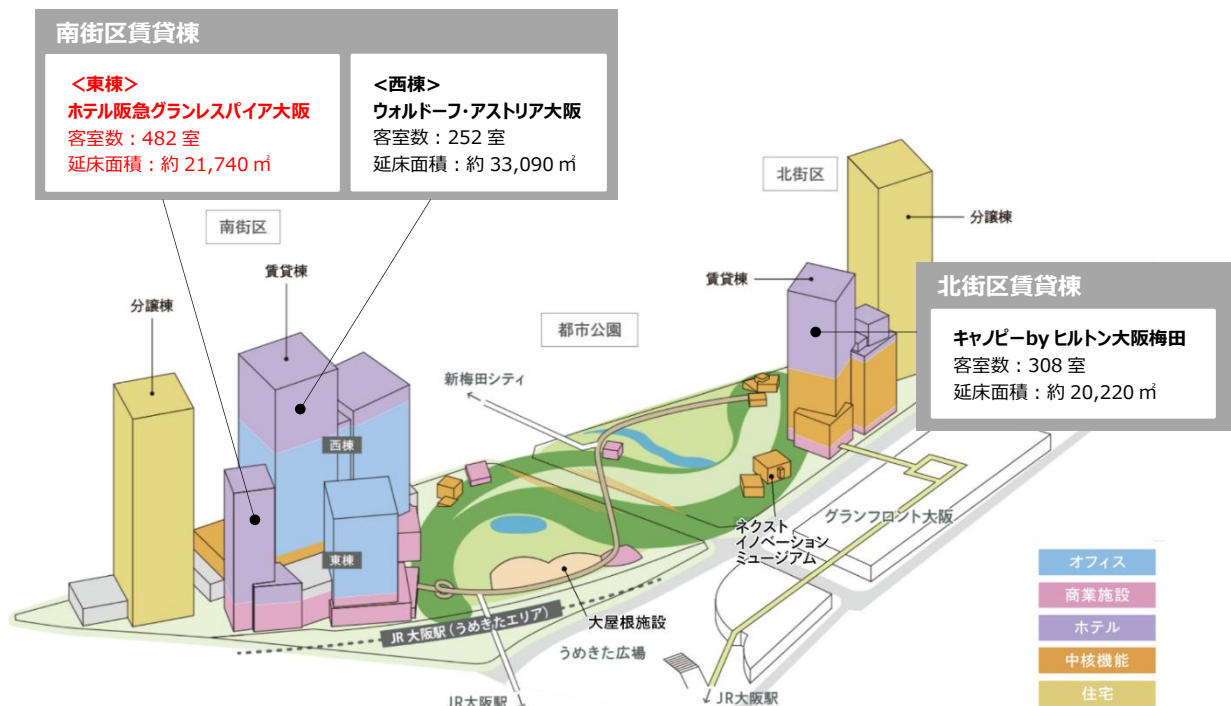 南街区賃貸棟
＜東棟＞
ホテル阪急グランレスパイア大阪
客室数：482 室
延床面積：約 21,740 ㎡
＜西棟＞
ウォルドーフ・アストリア大阪
客室数：252 室
延床面積：約 33,090 ㎡
北街区
分譲棟
南街区
賃貸棟
賃貸棟
北街区賃貸棟
キャノピーby ヒルトン大阪梅田
客室数：308 室
延床面積：約 20,220 ㎡
分譲棟
都市公園
新梅田シティ
西棟
東棟
グランフロント大阪
ネクスト
イノベーション
ミュージアム
オフィス
商業施設
ホテル
中核機能
住宅
大屋根施設
JR 大阪駅（うめきたエリア）
うめきた広場
JR大阪駅
JR大阪駅